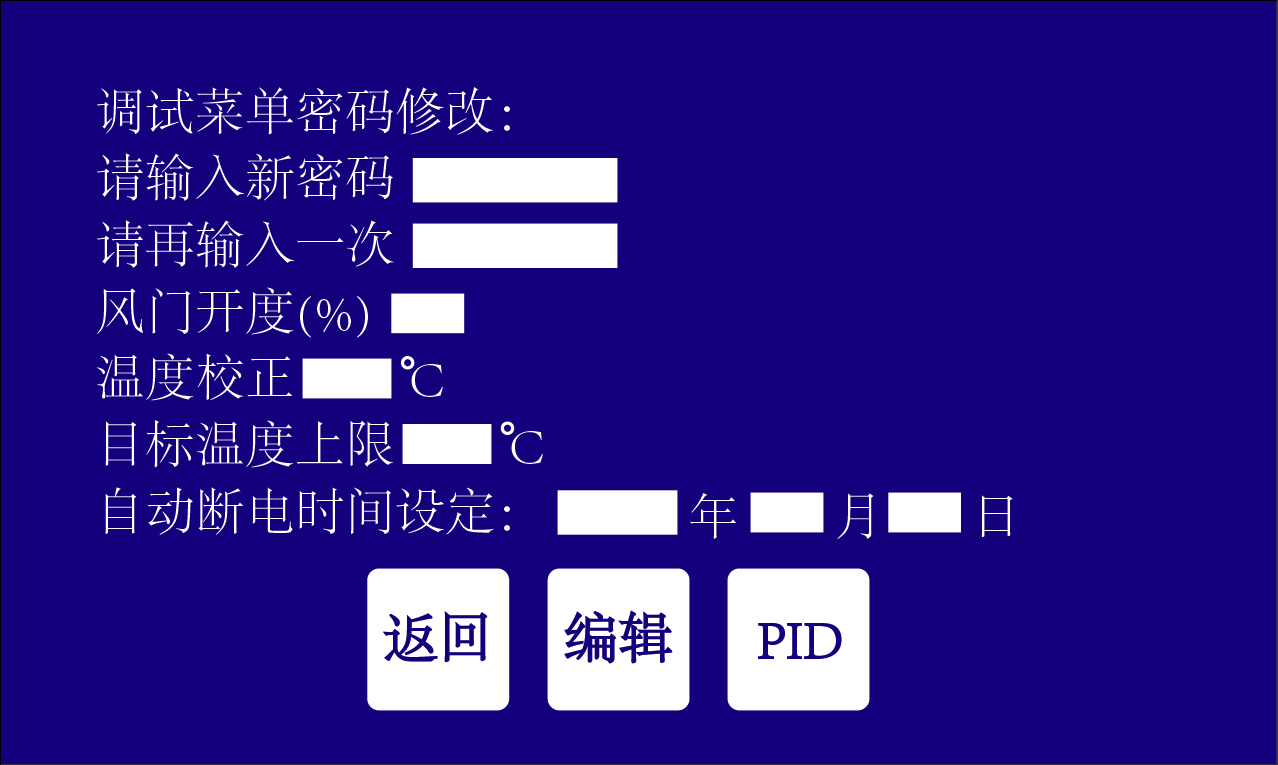 调试菜单密码修改：
请输入新密码
请再输入一次
风门开度(%)
温度校正 ℃
目标温度上限 ℃
自动断电时间设定： 年 月 日
返回 编辑 PID